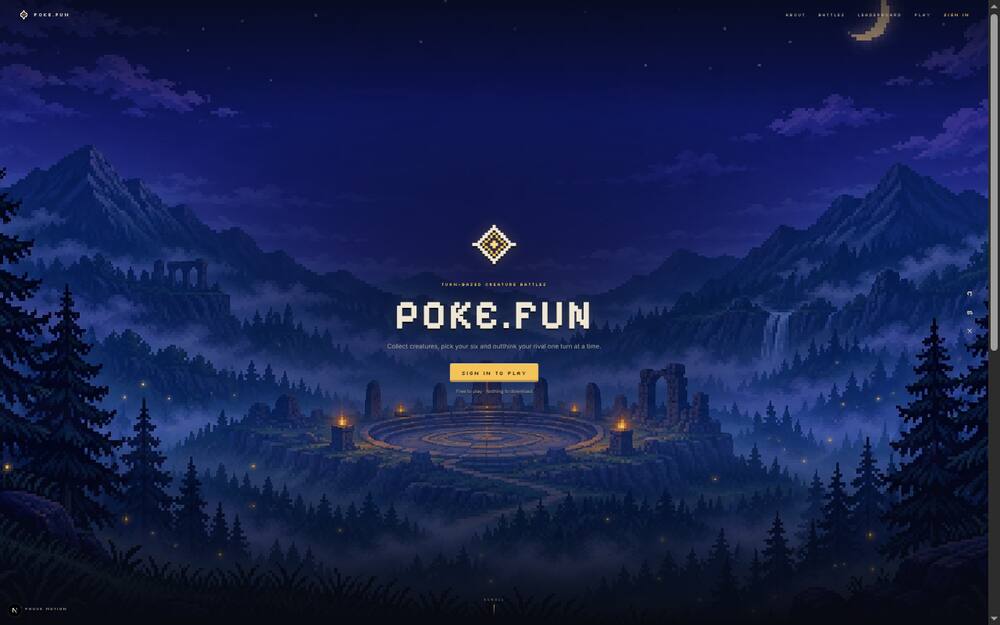 POKE.FUN
ABOUT BATTLES LEADERBOARD PLAY SIGN IN
TURN-BASED CREATURE BATTLES
POKE.FUN
Collect creatures, pick your six and outthink your rival one turn at a time.
SIGN IN TO PLAY
Free to play · Nothing to download
SCROLL
N PAUSE MOTION